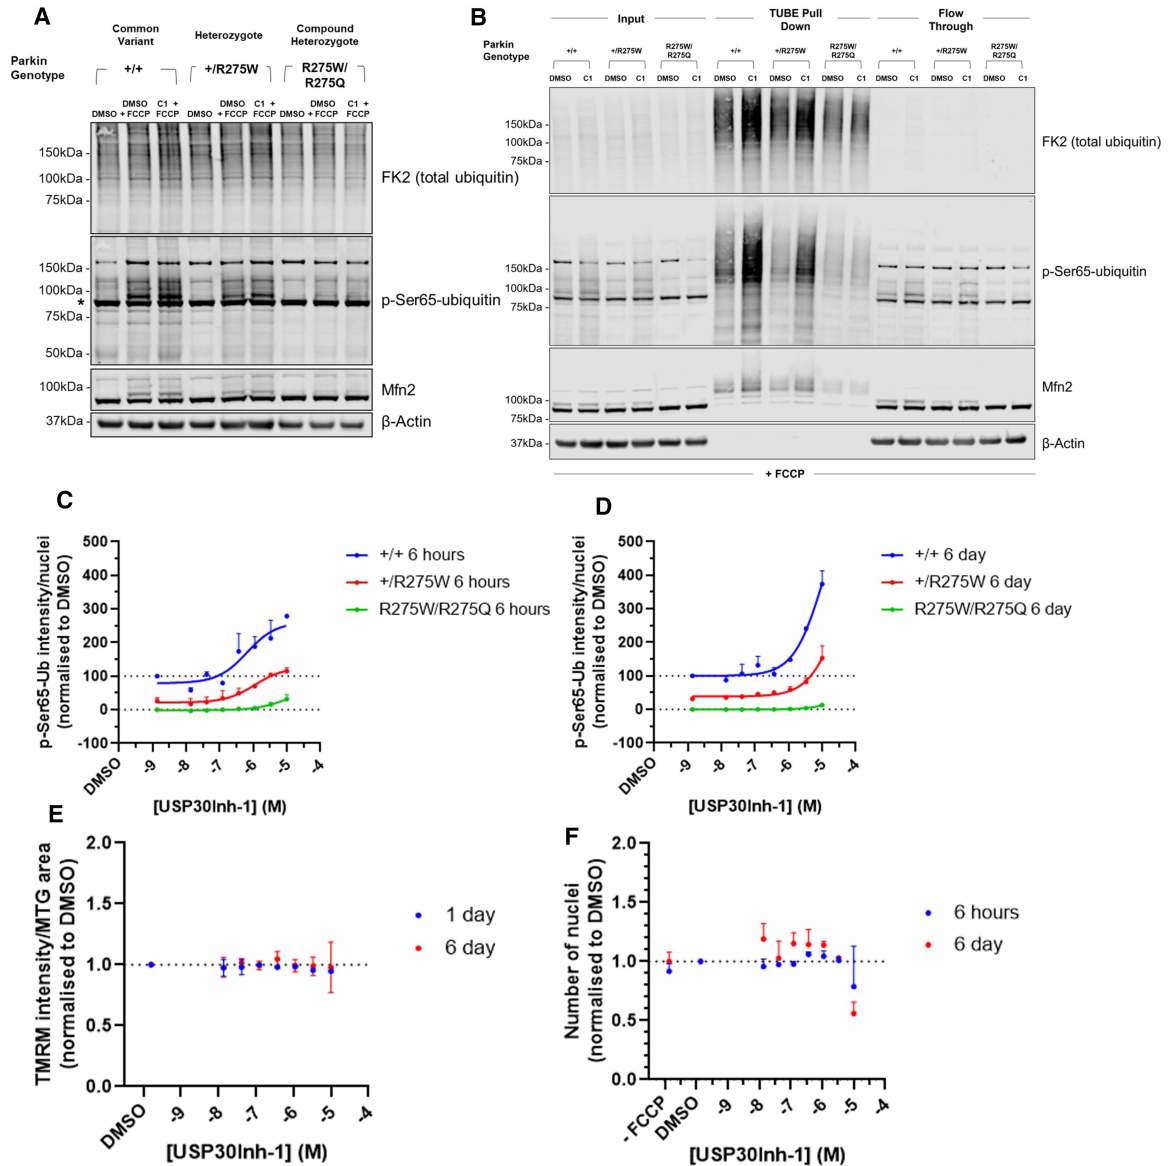 A
Common Variant
Heterozygote
Compound Heterozygote
Parkin Genotype
+/+
+/R275W
R275W/ R275Q
DMSO
DMSO + FCCP
C1 + FCCP
DMSO
DMSO + FCCP
C1 + FCCP
DMSO
DMSO + FCCP
C1 + FCCP
150kDa
100kDa
75kDa
FK2 (total ubiquitin)
150kDa
100kDa
*
75kDa
50kDa
p-Ser65-ubiquitin
100kDa
Mfn2
37kDa
β-Actin
B
Input
TUBE Pull Down
Flow Through
Parkin Genotype
+/+
+/R275W
R275W/ R275Q
+/+
+/R275W
R275W/ R275Q
+/+
+/R275W
R275W/ R275Q
DMSO C1 DMSO C1 DMSO C1 DMSO C1 DMSO C1 DMSO C1 DMSO C1 DMSO C1 DMSO C1
150kDa
100kDa
75kDa
FK2 (total ubiquitin)
150kDa
100kDa
75kDa
p-Ser65-ubiquitin
100kDa
75kDa
Mfn2
37kDa
β-Actin
+ FCCP
C
p-Ser65-Ub intensity/nuclei
(normalised to DMSO)
500
400
300
200
100
0
-100
DMSO -9 -8 -7 -6 -5 -4
[USP30Inh-1] (M)
+/+ 6 hours
+/R275W 6 hours
R275W/R275Q 6 hours
D
p-Ser65-Ub intensity/nuclei
(normalised to DMSO)
500
400
300
200
100
0
-100
DMSO -9 -8 -7 -6 -5 -4
[USP30Inh-1] (M)
+/+ 6 day
+/R275W 6 day
R275W/R275Q 6 day
E
TMRM intensity/MTG area
(normalised to DMSO)
2.0
1.5
1.0
0.5
0.0
DMSO -9 -8 -7 -6 -5 -4
[USP30Inh-1] (M)
1 day
6 day
F
Number of nuclei
(normalised to DMSO)
2.0
1.5
1.0
0.5
0.0
- FCCP DMSO -9 -8 -7 -6 -5 -4
[USP30Inh-1] (M)
6 hours
6 day